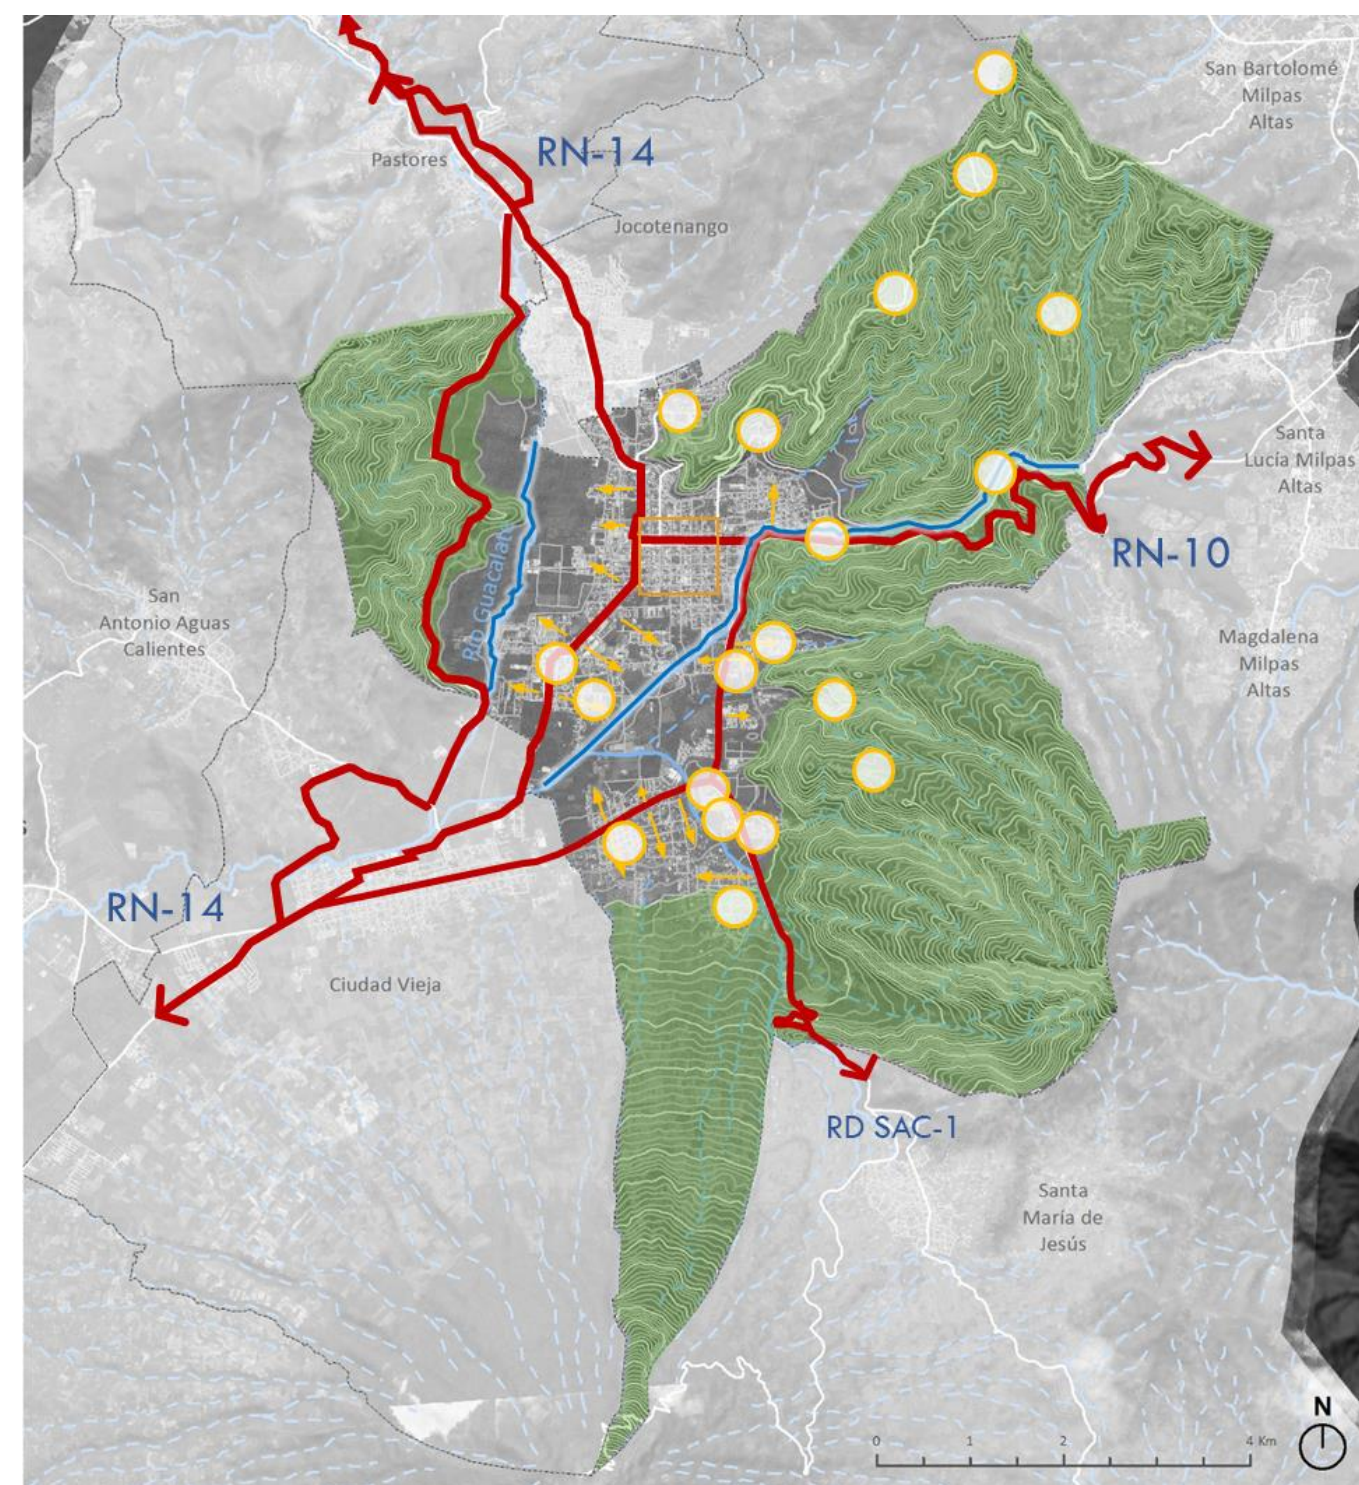 San Bartolomé
Milpas
Altas
RN-14
Pastores
Jocotenango
Santa
Lucía Milpas
Altas
RN-10
Río Guacalate
San
Antonio Aguas
Calientes
Magdalena
Milpas
Altas
RN-14
Ciudad Vieja
RD SAC-1
Santa
María de
Jesús
N
0 1 2 4 Km